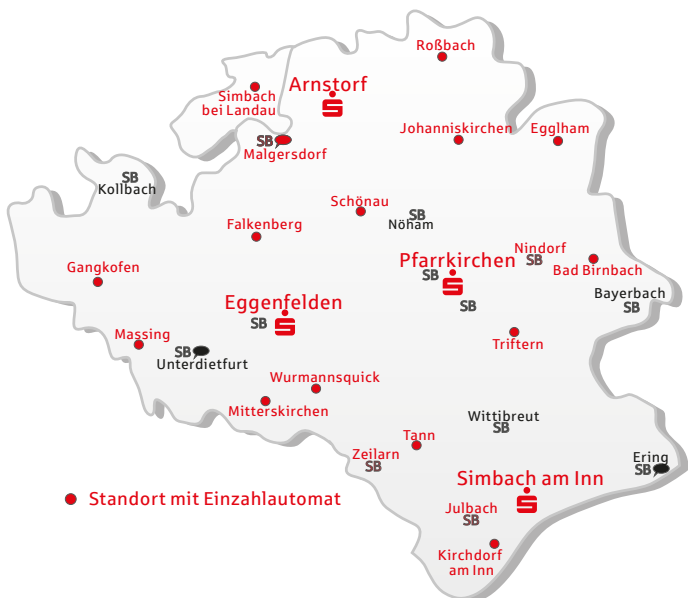 Roßbach
Arnstorf
Simbach
bei Landau
Johanniskirchen
Egglham
SB
Malgersdorf
SB
Kollbach
Schönau
SB
Nöham
Falkenberg
Pfarrkirchen
SB
SB
Nindorf
SB
Bad Birnbach
Gangkofen
Bayerbach
SB
Eggenfelden
SB
Massing
SB
Unterdietfurt
Triftern
Wurmannsquick
Mitterskirchen
Wittibreut
SB
Tann
Zeilarn
SB
Ering
SB
Simbach am Inn
Standort mit Einzahlautomat
Julbach
SB
Kirchdorf
am Inn